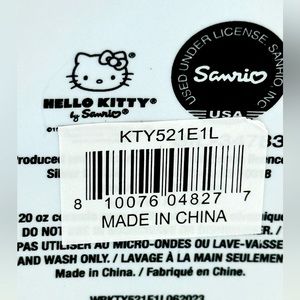 USED UNDER LICENSE, SANRIO, INC
Sanrio
USA
HELLO KITTY®
by Sanrio®
KTY521E1L
8 10076 04827 7
MADE IN CHINA
20 oz
DO NOT
PAS UTILISER AU MICRO-ONDES OU LAVE-VAISSE
AND WASH ONLY. / LAVAGE À LA MAIN SEULEMENT
Made in China. / Fabriqué en Chine.
WBKTY521E1L062023